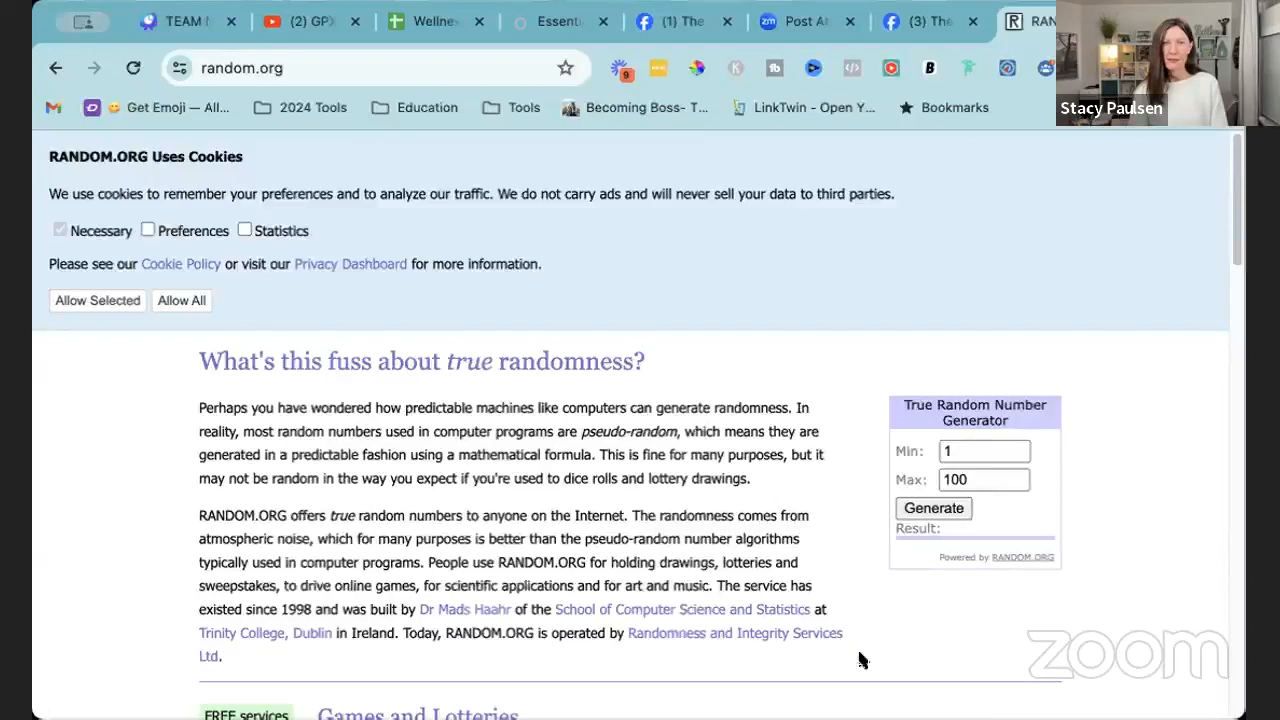 TEAM
(2) GP
Wellne
Essent
(1) The
Post A
(3) The
RAN
random.org
9
Get Emoji — All...
2024 Tools
Education
Tools
Becoming Boss- T...
LinkTwin - Open Y...
Bookmarks
Stacy Paulsen
RANDOM.ORG Uses Cookies
We use cookies to remember your preferences and to analyze our traffic. We do not carry ads and will never sell your data to third parties.
Necessary Preferences Statistics
Please see our Cookie Policy or visit our Privacy Dashboard for more information.
Allow Selected Allow All
What's this fuss about true randomness?
Perhaps you have wondered how predictable machines like computers can generate randomness. In
reality, most random numbers used in computer programs are pseudo-random, which means they are
generated in a predictable fashion using a mathematical formula. This is fine for many purposes, but it
may not be random in the way you expect if you're used to dice rolls and lottery drawings.
RANDOM.ORG offers true random numbers to anyone on the Internet. The randomness comes from
atmospheric noise, which for many purposes is better than the pseudo-random number algorithms
typically used in computer programs. People use RANDOM.ORG for holding drawings, lotteries and
sweepstakes, to drive online games, for scientific applications and for art and music. The service has
existed since 1998 and was built by Dr Mads Haahr of the School of Computer Science and Statistics at
Trinity College, Dublin in Ireland. Today, RANDOM.ORG is operated by Randomness and Integrity Services
Ltd.
True Random Number
Generator
Min: 1
Max: 100
Generate
Result:
Powered by RANDOM.ORG
zoom
FREE services
Games and Lotteries